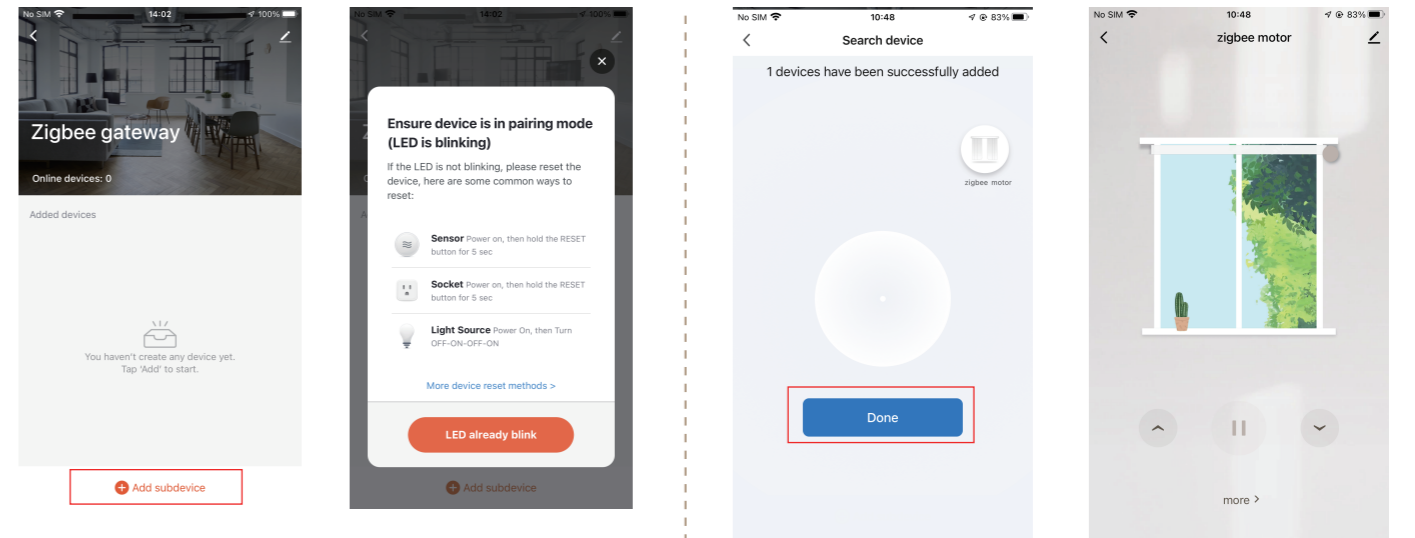 No SIM 14:02 100%
Zigbee gateway
Online devices: 0
Added devices
You haven't create any device yet.
Tap 'Add' to start.
Add subdevice
No SIM 14:02 100%
Ensure device is in pairing mode
(LED is blinking)
If the LED is not blinking, please reset the
device, here are some common ways to
reset:
Sensor Power on, then hold the RESET
button for 5 sec
Socket Power on, then hold the RESET
button for 5 sec
Light Source Power On, then Turn
OFF-ON-OFF-ON
More device reset methods >
LED already blink
Add subdevice
No SIM 10:48 83%
Search device
1 devices have been successfully added
zigbee motor
Done
No SIM 10:48 83%
zigbee motor
more >